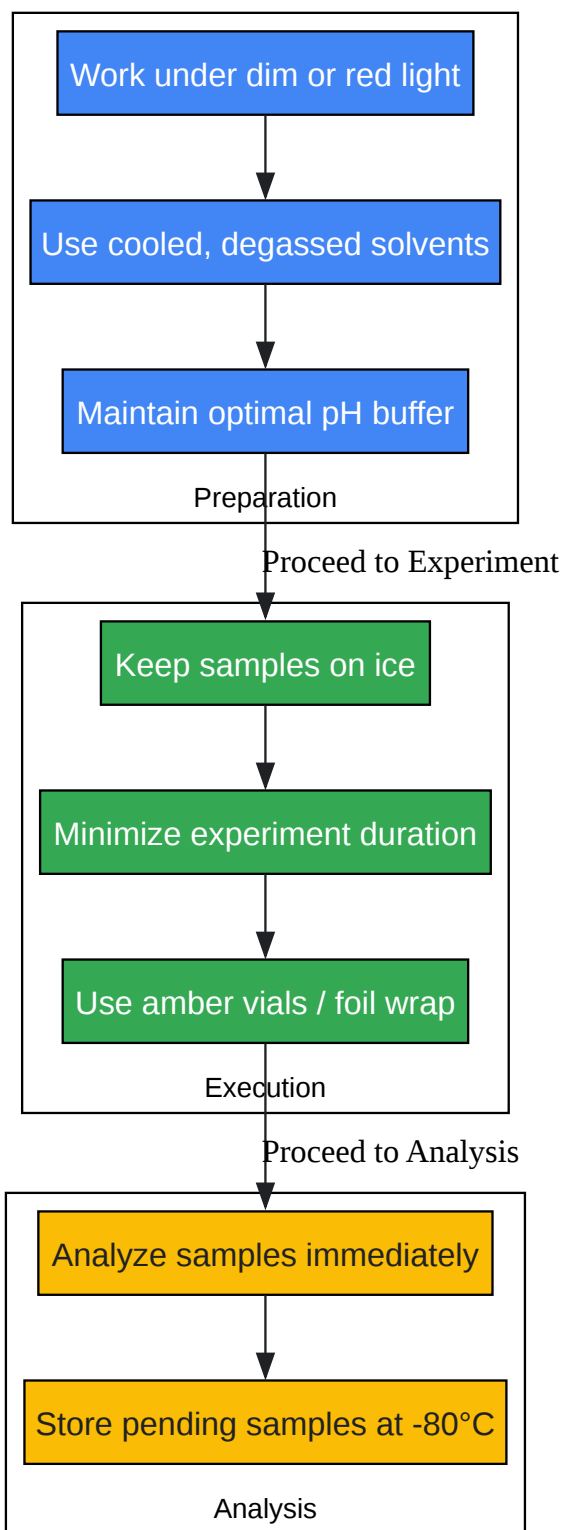 Work under dim or red light
Use cooled, degassed solvents
Maintain optimal pH buffer
Preparation
Proceed to Experiment
Keep samples on ice
Minimize experiment duration
Use amber vials / foil wrap
Execution
Proceed to Analysis
Analyze samples immediately
Store pending samples at -80°C
Analysis